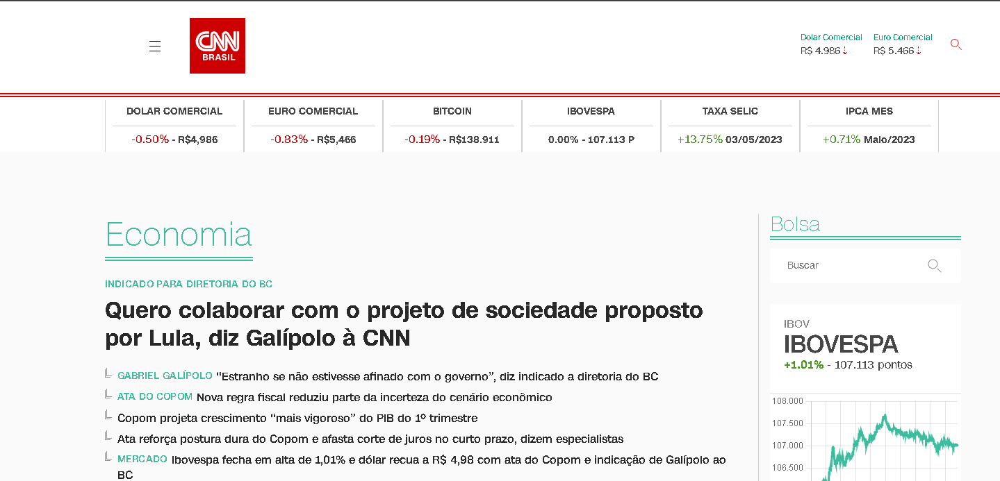 CNN
BRASIL
Dolar Comercial
R$ 4.986↓
Euro Comercial
R$ 5.466↓
DOLAR COMERCIAL
-0.50% - R$4,986
EURO COMERCIAL
-0.83% - R$5,466
BITCOIN
-0.19% - R$138.911
IBOVESPA
0.00% - 107.113 P
TAXA SELIC
+13.75% 03/05/2023
IPCA MES
+0.71% Maio/2023
Economia
INDICADO PARA DIRETORIA DO BC
Quero colaborar com o projeto de sociedade proposto
por Lula, diz Galípolo à CNN
GABRIEL GALÍPOLO “Estranho se não estivesse afinado com o governo”, diz indicado a diretoria do BC
ATA DO COPOM Nova regra fiscal reduziu parte da incerteza do cenário econômico
Copom projeta crescimento “mais vigoroso” do PIB do 1º trimestre
Ata reforça postura dura do Copom e afasta corte de juros no curto prazo, dizem especialistas
MERCADO Ibovespa fecha em alta de 1,01% e dólar recua a R$ 4,98 com ata do Copom e indicação de Galípolo ao
BC
Bolsa
Buscar
IBOV
IBOVESPA
+1.01% - 107.113 pontos
108.000
107.500
107.000
106.500